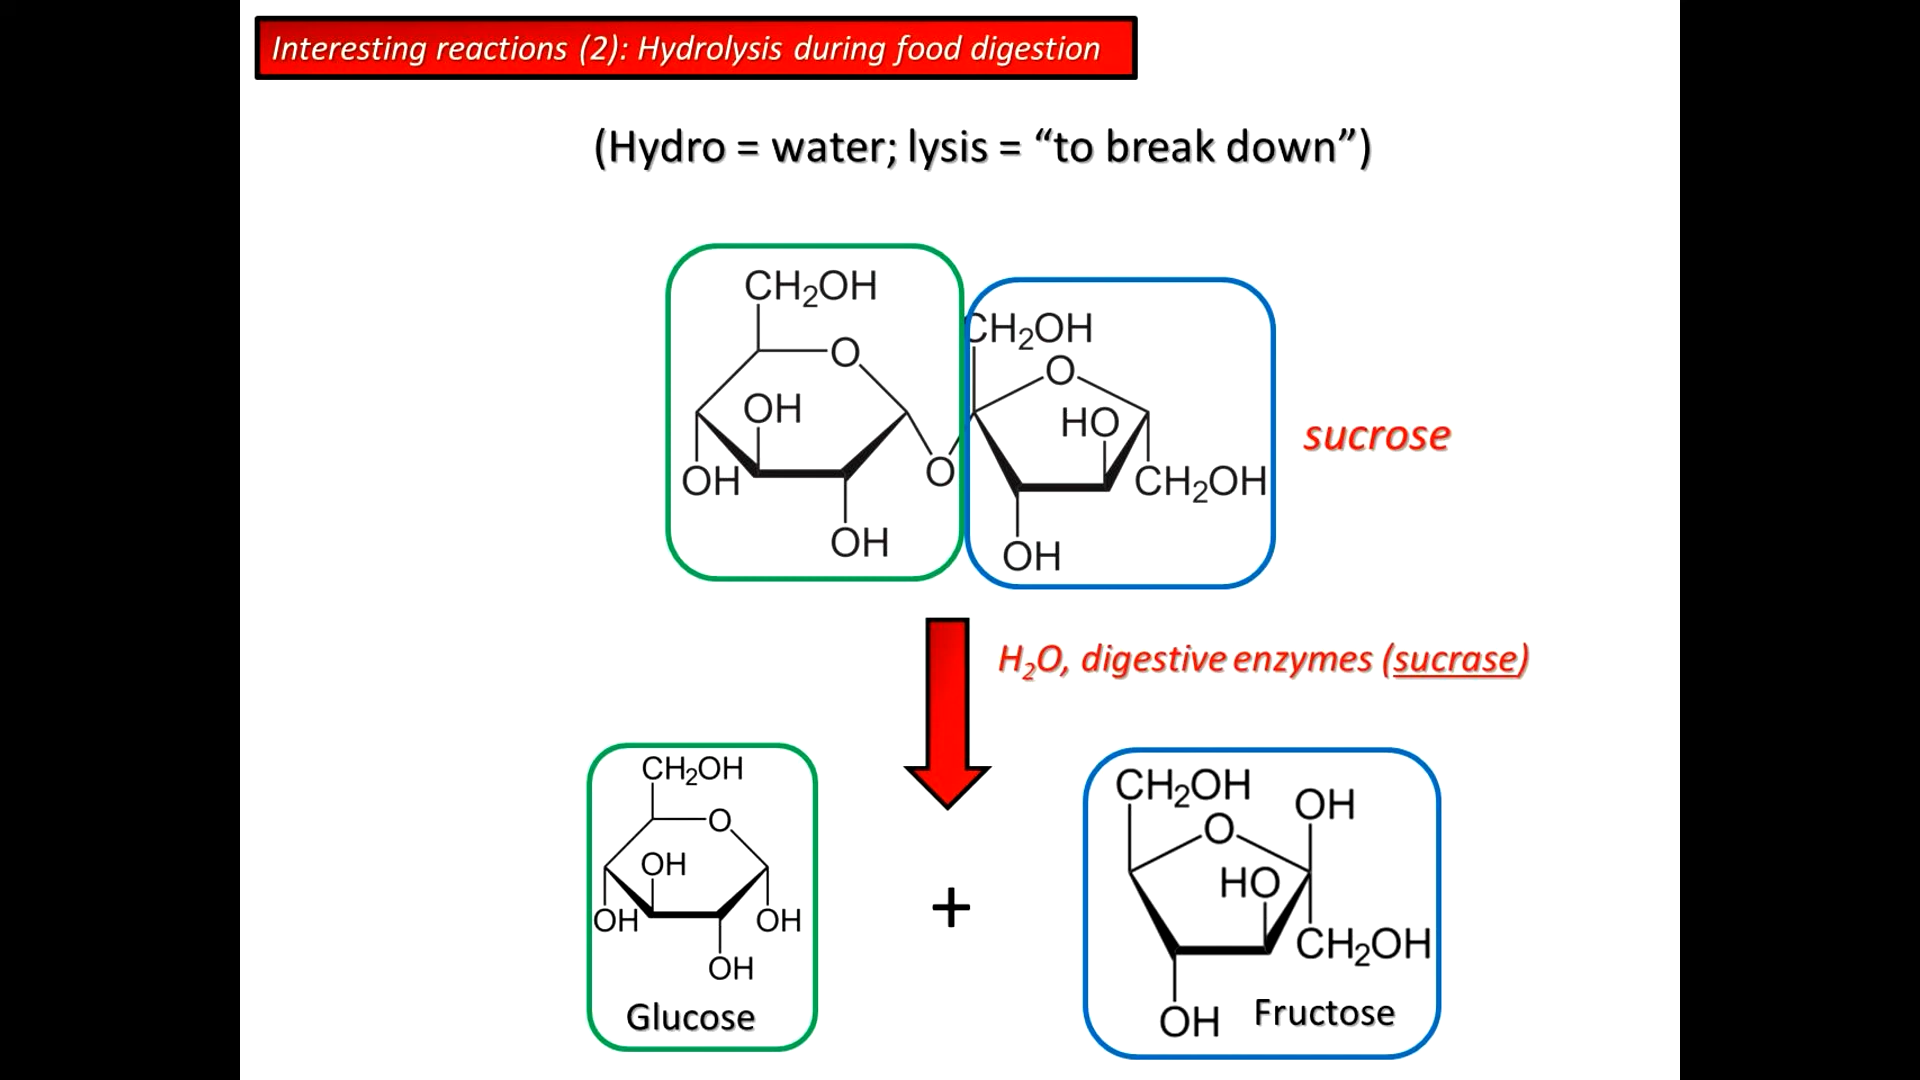 Interesting reactions (2): Hydrolysis during food digestion
(Hydro = water; lysis = “to break down”)
CH₂OH
CH₂OH
O
O
OH
HO
sucrose
OH
O
CH₂OH
OH
OH
H₂O, digestive enzymes (sucrase)
CH₂OH
O
OH
OH
OH
OH
Glucose
+
CH₂OH
OH
O
HO
CH₂OH
OH
Fructose